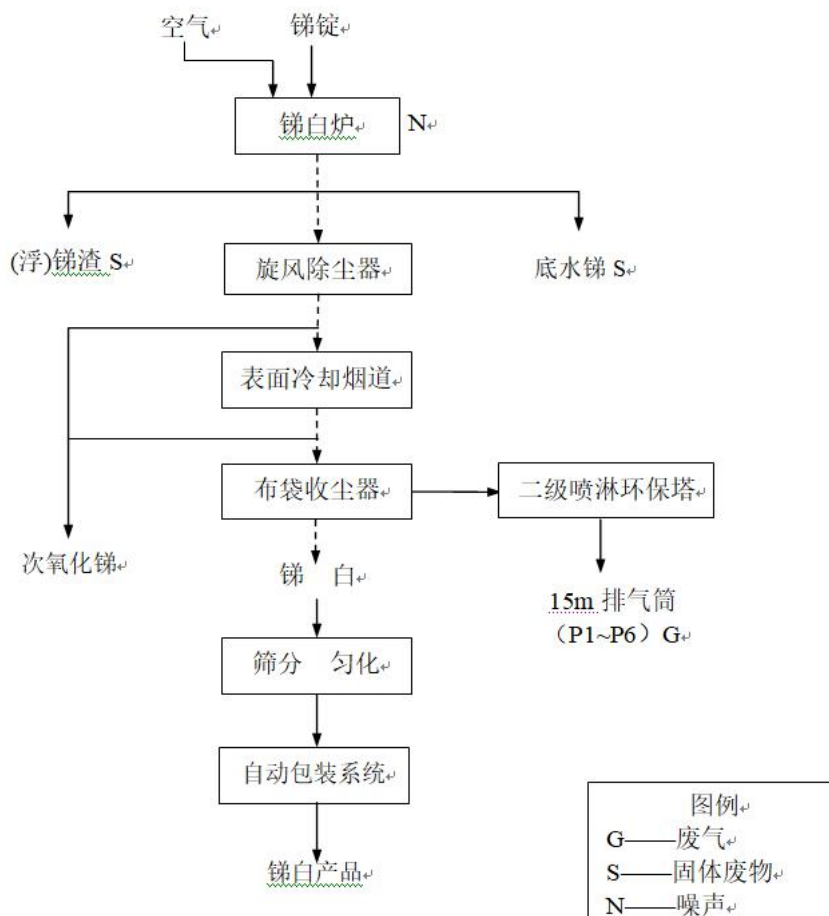 空气
锑锭
锑白炉
N
(浮)锑渣 S
旋风除尘器
底水锑 S
表面冷却烟道
布袋收尘器
二级喷淋环保塔
次氧化锑
锑 白
15m 排气筒
（P1~P6）G
筛分 匀化
自动包装系统
锑白产品
图例
G——废气
S——固体废物
N——噪声